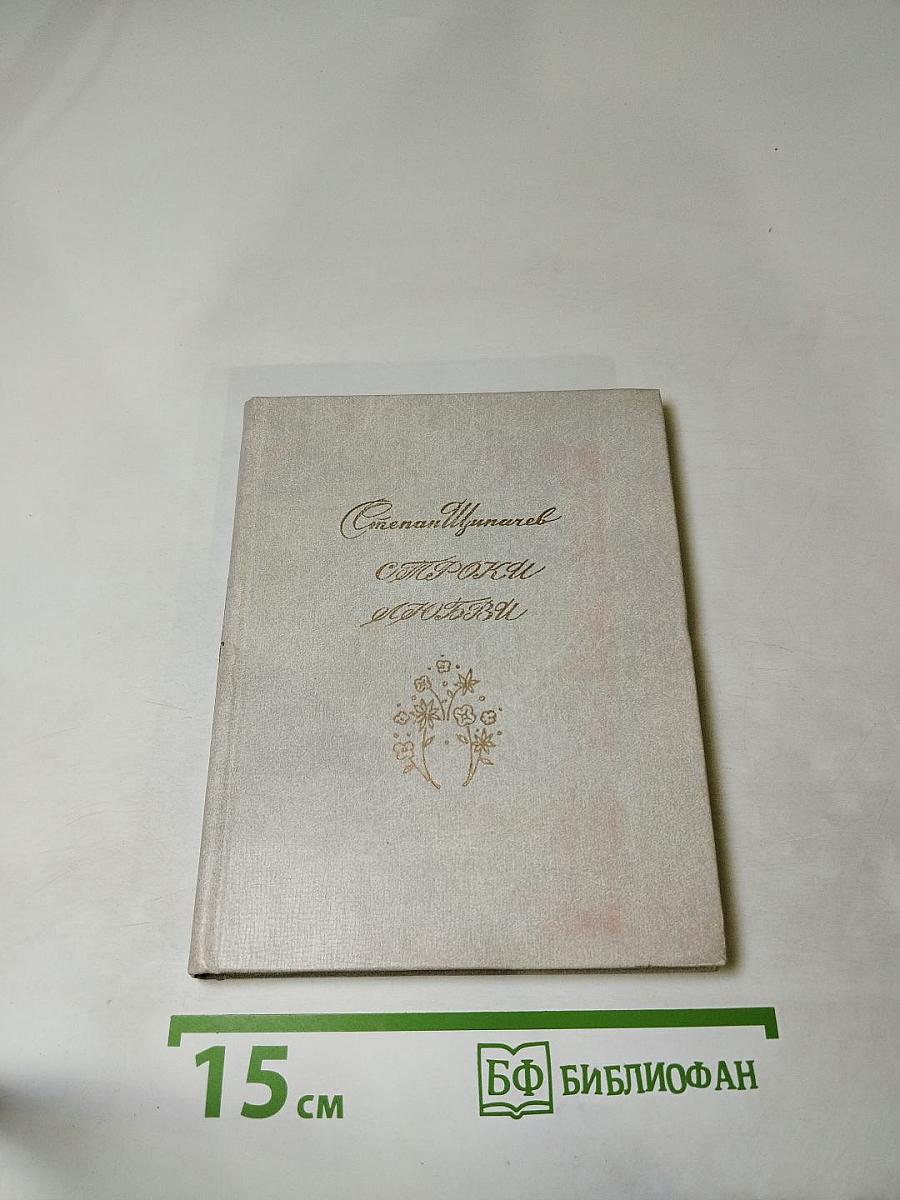 Степан Щипачев
СТРОКИ
ЛЮБВИ
15 см
БФ БИБЛИОФАН